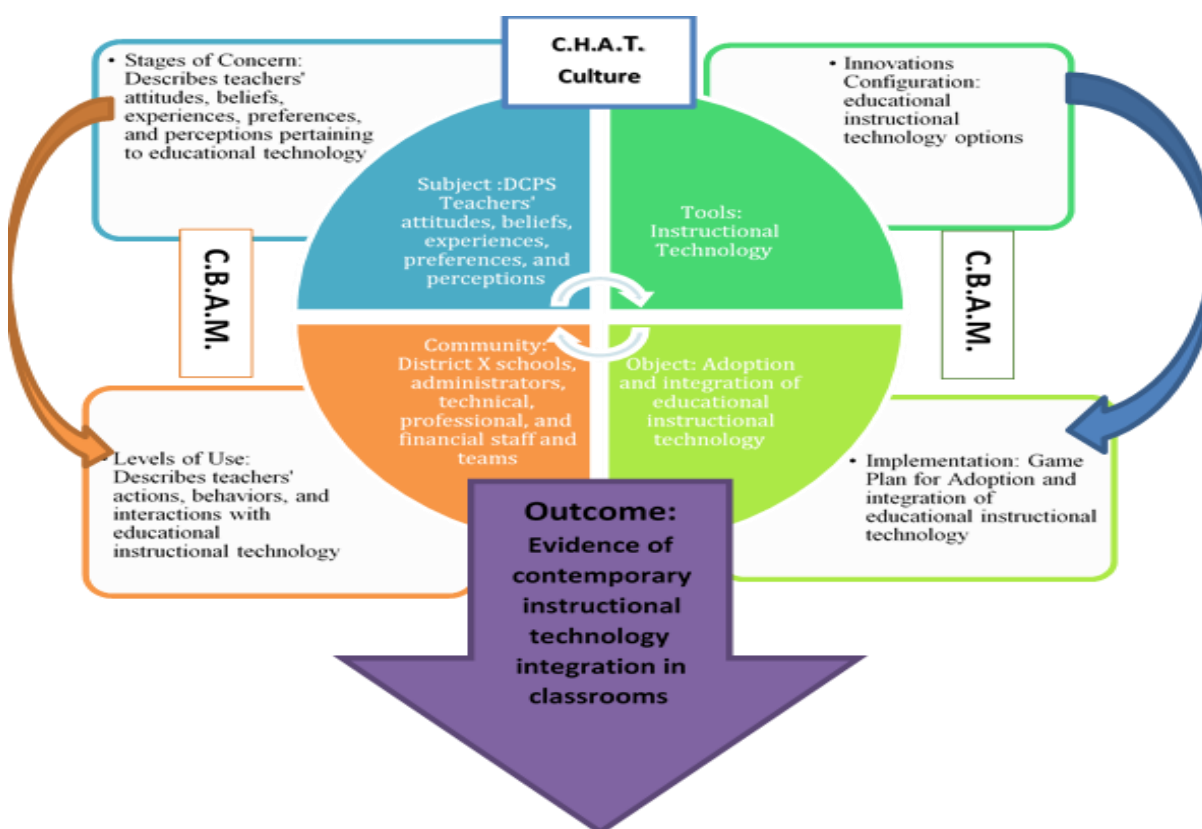 C.H.A.T.
Culture
• Stages of Concern:
Describes teachers'
attitudes, beliefs,
experiences, preferences,
and perceptions pertaining
to educational technology
• Innovations
Configuration:
educational
instructional
technology options
Subject :DCPS
Teachers'
attitudes, beliefs,
experiences,
preferences, and
perceptions
Tools:
Instructional
Technology
C.B.A.M.
C.B.A.M.
Community:
District X schools,
administrators,
technical,
professional, and
financial staff and
teams
Object: Adoption
and integration of
educational
instructional
technology
• Levels of Use:
Describes teachers'
actions, behaviors, and
interactions with
educational
instructional technology
• Implementation: Game
Plan for Adoption and
integration of
educational instructional
technology
Outcome:
Evidence of
contemporary
instructional
technology
integration in
classrooms